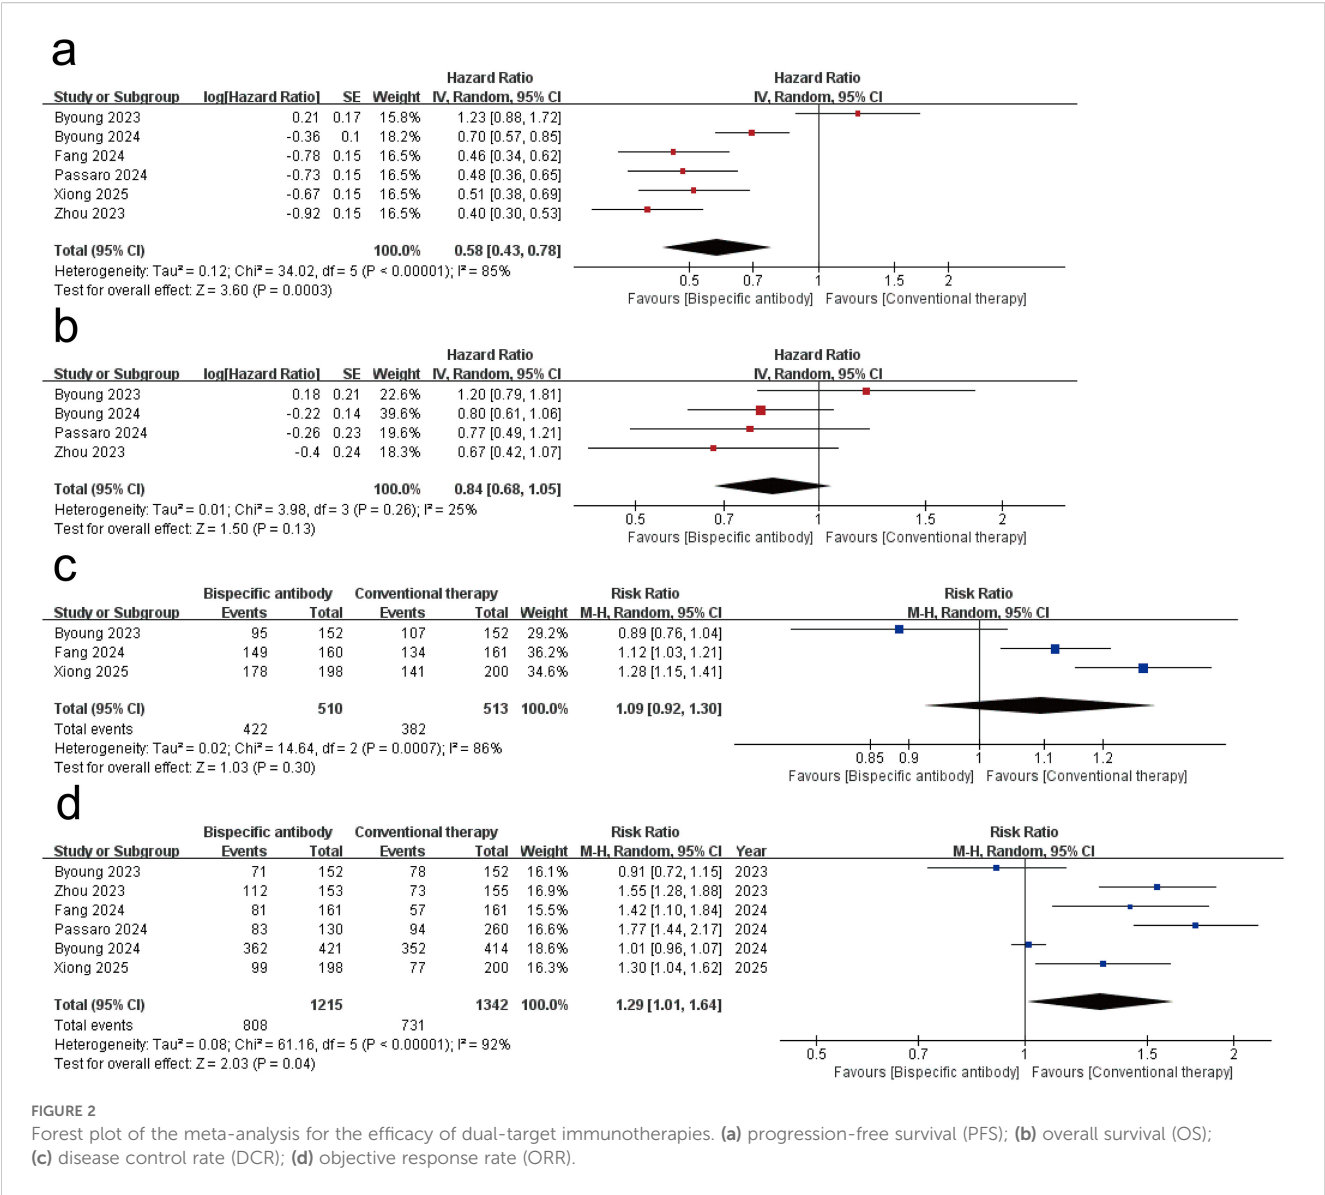 a
Hazard Ratio Hazard Ratio
Study or Subgroup log[Hazard Ratio] SE Weight IV, Random, 95% CI IV, Random, 95% CI
Byoung 2023 0.21 0.17 15.8% 1.23 [0.88, 1.72]
Byoung 2024 -0.36 0.1 18.2% 0.70 [0.57, 0.85]
Fang 2024 -0.78 0.15 16.5% 0.46 [0.34, 0.62]
Passaro 2024 -0.73 0.15 16.5% 0.48 [0.36, 0.65]
Xiong 2025 -0.67 0.15 16.5% 0.51 [0.38, 0.69]
Zhou 2023 -0.92 0.15 16.5% 0.40 [0.30, 0.53]
Total (95% CI) 100.0% 0.58 [0.43, 0.78]
Heterogeneity: Tau² = 0.12; Chi² = 34.02, df = 5 (P < 0.00001); I² = 85%
Test for overall effect: Z = 3.60 (P = 0.0003)
0.5 0.7 1 1.5 2
Favours [Bispecific antibody] Favours [Conventional therapy]
b
Hazard Ratio Hazard Ratio
Study or Subgroup log[Hazard Ratio] SE Weight IV, Random, 95% CI IV, Random, 95% CI
Byoung 2023 0.18 0.21 22.6% 1.20 [0.79, 1.81]
Byoung 2024 -0.22 0.14 39.6% 0.80 [0.61, 1.06]
Passaro 2024 -0.26 0.23 19.6% 0.77 [0.49, 1.21]
Zhou 2023 -0.4 0.24 18.3% 0.67 [0.42, 1.07]
Total (95% CI) 100.0% 0.84 [0.68, 1.05]
Heterogeneity: Tau² = 0.01; Chi² = 3.98, df = 3 (P = 0.26); I² = 25%
Test for overall effect: Z = 1.50 (P = 0.13)
0.5 0.7 1 1.5 2
Favours [Bispecific antibody] Favours [Conventional therapy]
c
Bispecific antibody Conventional therapy Risk Ratio Risk Ratio
Study or Subgroup Events Total Events Total Weight M-H, Random, 95% CI M-H, Random, 95% CI
Byoung 2023 95 152 107 152 29.2% 0.89 [0.76, 1.04]
Fang 2024 149 160 134 161 36.2% 1.12 [1.03, 1.21]
Xiong 2025 178 198 141 200 34.6% 1.28 [1.15, 1.41]
Total (95% CI) 510 513 100.0% 1.09 [0.92, 1.30]
Total events 422 382
Heterogeneity: Tau² = 0.02; Chi² = 14.64, df = 2 (P = 0.0007); I² = 86%
Test for overall effect: Z = 1.03 (P = 0.30)
0.85 0.9 1 1.1 1.2
Favours [Bispecific antibody] Favours [Conventional therapy]
d
Bispecific antibody Conventional therapy Risk Ratio Risk Ratio
Study or Subgroup Events Total Events Total Weight M-H, Random, 95% CI Year M-H, Random, 95% CI
Byoung 2023 71 152 78 152 16.1% 0.91 [0.72, 1.15] 2023
Zhou 2023 112 153 73 155 16.9% 1.55 [1.28, 1.88] 2023
Fang 2024 81 161 57 161 15.5% 1.42 [1.10, 1.84] 2024
Passaro 2024 83 130 94 260 16.6% 1.77 [1.44, 2.17] 2024
Byoung 2024 362 421 352 414 18.6% 1.01 [0.96, 1.07] 2024
Xiong 2025 99 198 77 200 16.3% 1.30 [1.04, 1.62] 2025
Total (95% CI) 1215 1342 100.0% 1.29 [1.01, 1.64]
Total events 808 731
Heterogeneity: Tau² = 0.08; Chi² = 61.16, df = 5 (P < 0.00001); I² = 92%
Test for overall effect: Z = 2.03 (P = 0.04)
0.5 0.7 1 1.5 2
Favours [Bispecific antibody] Favours [Conventional therapy]
FIGURE 2
Forest plot of the meta-analysis for the efficacy of dual-target immunotherapies. (a) progression-free survival (PFS); (b) overall survival (OS);
(c) disease control rate (DCR); (d) objective response rate (ORR).